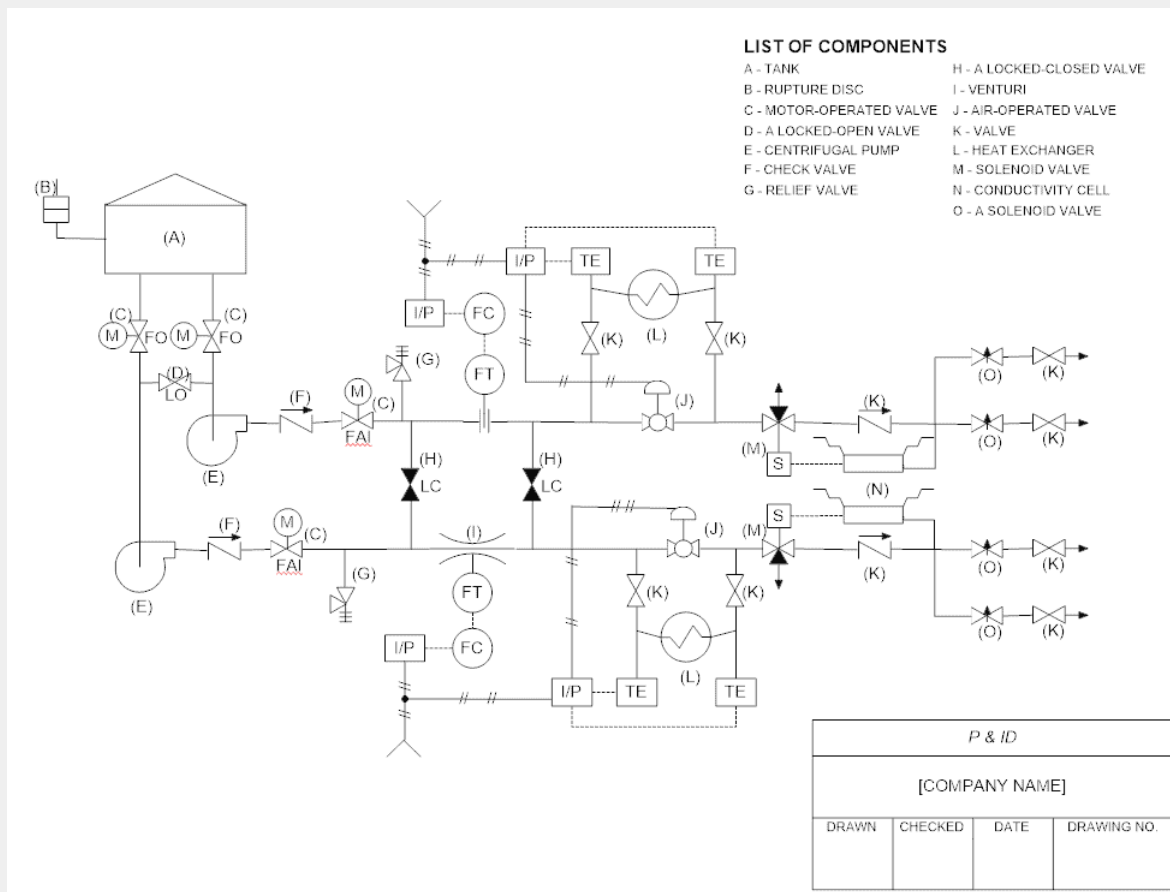 LIST OF COMPONENTS
A - TANK
B - RUPTURE DISC
C - MOTOR-OPERATED VALVE
D - A LOCKED-OPEN VALVE
E - CENTRIFUGAL PUMP
F - CHECK VALVE
G - RELIEF VALVE
H - A LOCKED-CLOSED VALVE
I - VENTURI
J - AIR-OPERATED VALVE
K - VALVE
L - HEAT EXCHANGER
M - SOLENOID VALVE
N - CONDUCTIVITY CELL
O - A SOLENOID VALVE
(B)
(A)
I/P TE TE
I/P FC (L)
(C) (C)
M FO M FO
(K) (K)
(G)
(D)
LO
FT
(O) (K)
(F) M (C) (J)
FAI
(K)
(O) (K)
(M)
(E)
(H) (H)
S
LC LC
(N)
S
(F) M (C) (I) (J) (M)
FAI
(K)
(O) (K)
(G)
FT
(K) (K)
(E)
(O) (K)
I/P FC
(L)
I/P TE TE
P & ID
[COMPANY NAME]
DRAWN CHECKED DATE DRAWING NO.